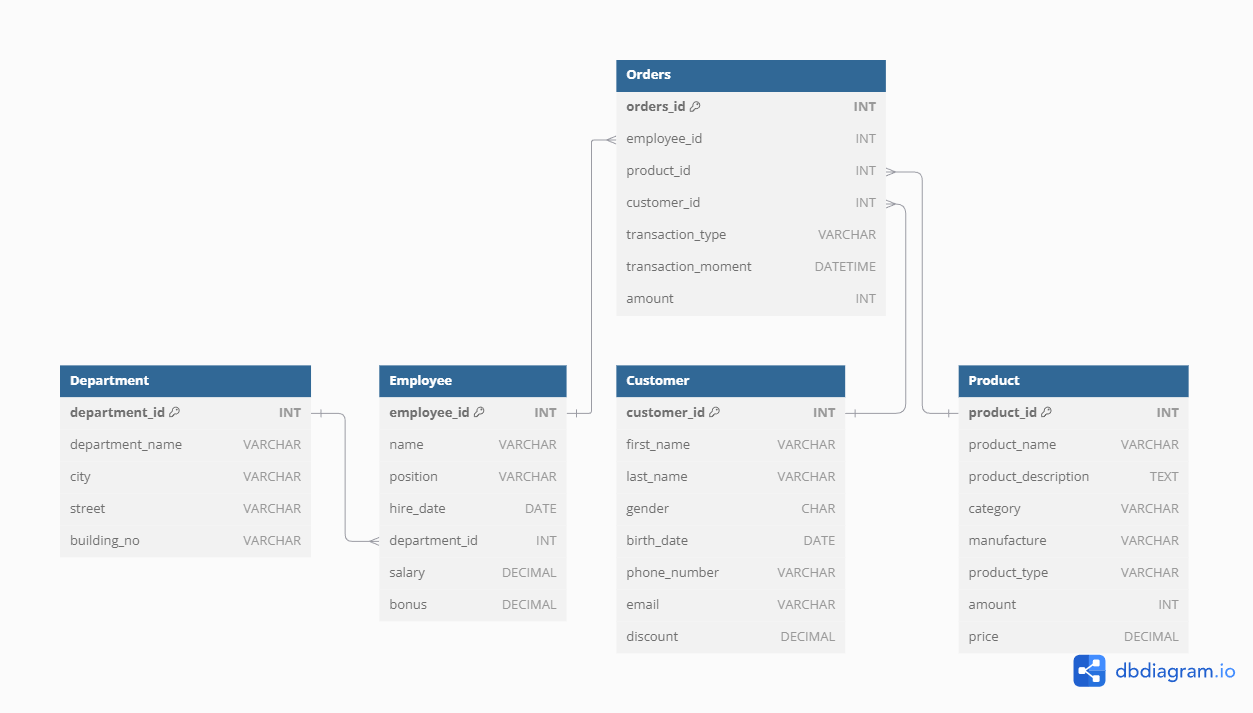 Orders
orders_id INT
employee_id INT
product_id INT
customer_id INT
transaction_type VARCHAR
transaction_moment DATETIME
amount INT
Department
department_id INT
department_name VARCHAR
city VARCHAR
street VARCHAR
building_no VARCHAR
Employee
employee_id INT
name VARCHAR
position VARCHAR
hire_date DATE
department_id INT
salary DECIMAL
bonus DECIMAL
Customer
customer_id INT
first_name VARCHAR
last_name VARCHAR
gender CHAR
birth_date DATE
phone_number VARCHAR
email VARCHAR
discount DECIMAL
Product
product_id INT
product_name VARCHAR
product_description TEXT
category VARCHAR
manufacture VARCHAR
product_type VARCHAR
amount INT
price DECIMAL
dbdiagram.io